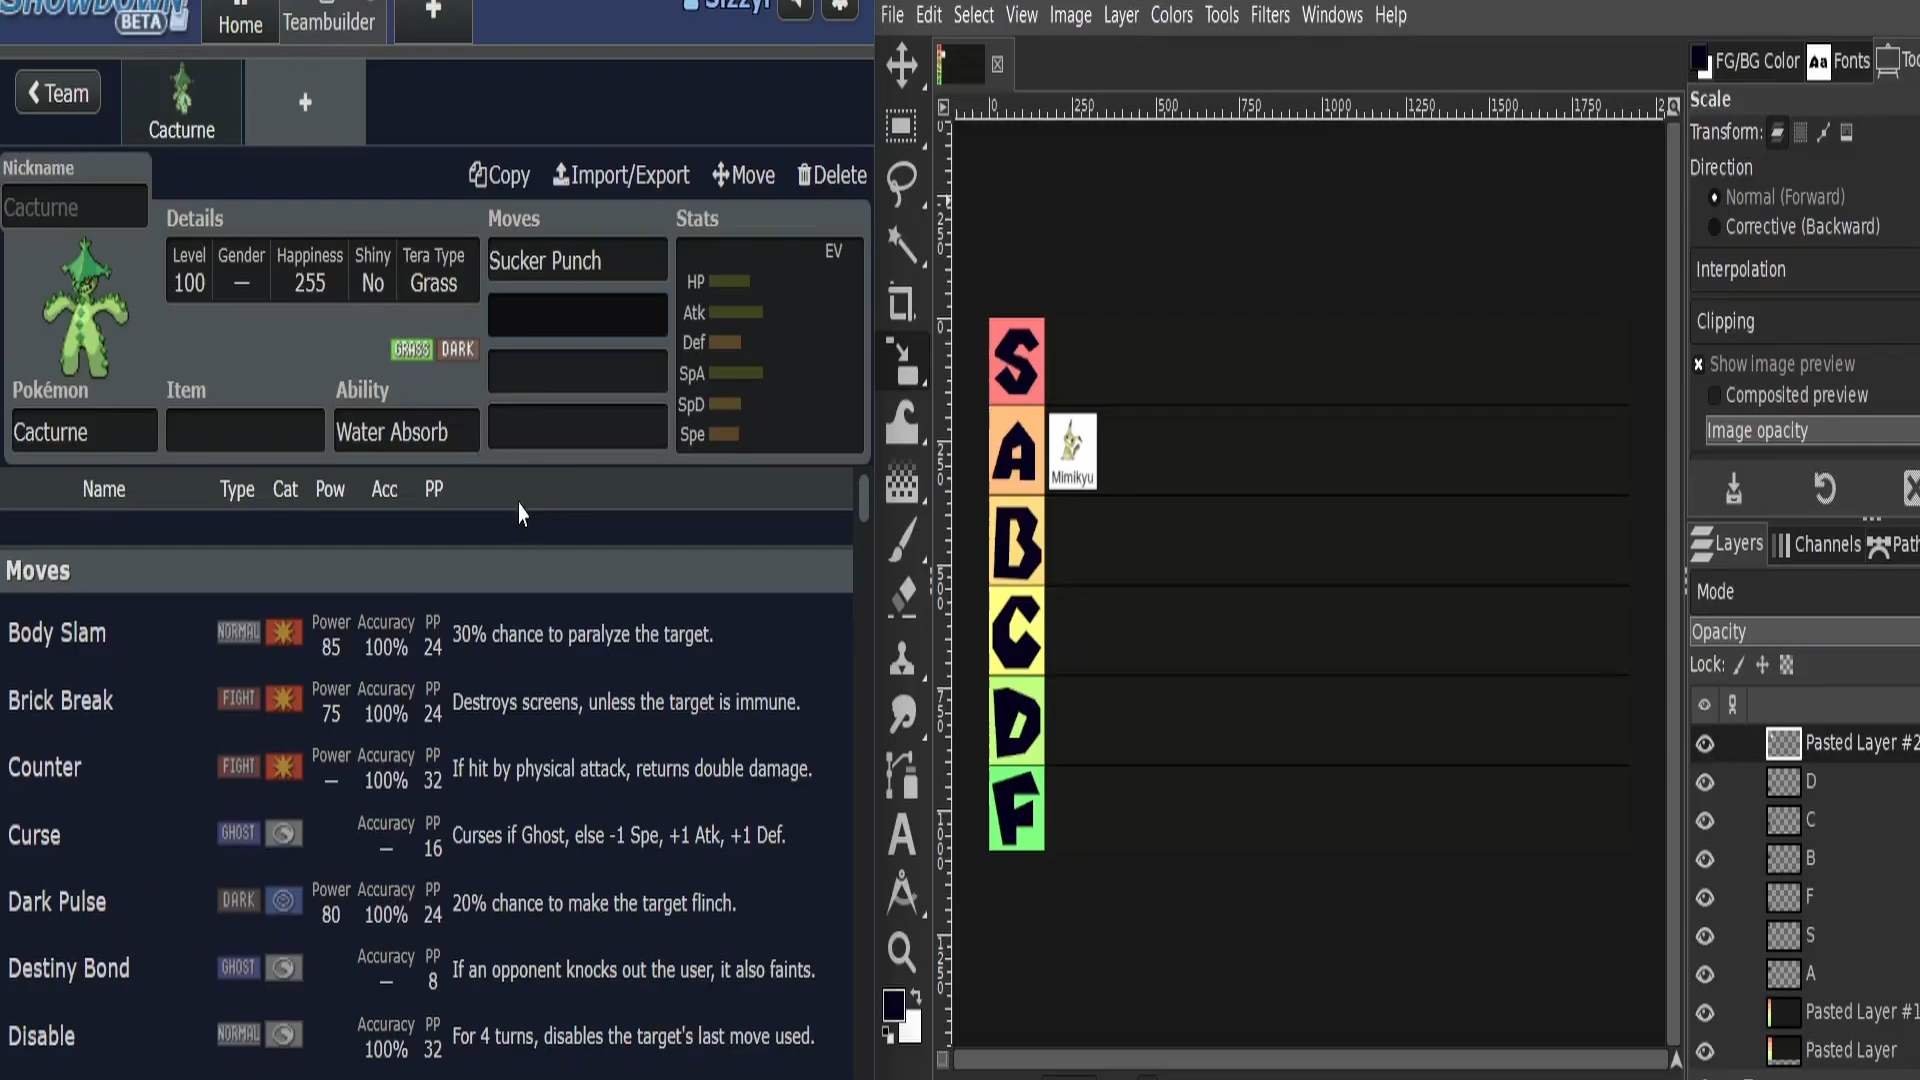 SHOWDOWN
BETA
Home
Teambuilder
+
Team
Cacturne
+
Nickname
Cacturne
Copy
Import/Export
Move
Delete
Details
Moves
Stats
Level
100
Gender
—
Happiness
255
Shiny
No
Tera Type
Grass
GRASS DARK
Sucker Punch
EV
HP
Atk
Def
SpA
SpD
Spe
Pokémon
Cacturne
Item
Ability
Water Absorb
Name Type Cat Pow Acc PP
Moves
Body Slam NORMAL Power 85 Accuracy 100% PP 24 30% chance to paralyze the target.
Brick Break FIGHT Power 75 Accuracy 100% PP 24 Destroys screens, unless the target is immune.
Counter FIGHT Power — Accuracy 100% PP 32 If hit by physical attack, returns double damage.
Curse GHOST Accuracy — PP 16 Curses if Ghost, else -1 Spe, +1 Atk, +1 Def.
Dark Pulse DARK Power 80 Accuracy 100% PP 24 20% chance to make the target flinch.
Destiny Bond GHOST Accuracy — PP 8 If an opponent knocks out the user, it also faints.
Disable NORMAL Accuracy 100% PP 32 For 4 turns, disables the target's last move used.
File Edit Select View Image Layer Colors Tools Filters Windows Help
0 250 500 750 1000 1250 1500 1750 2
S
A
Mimikyu
B
C
D
F
FG/BG Color
Aa Fonts
Scale
Transform:
Direction
Normal (Forward)
Corrective (Backward)
Interpolation
Clipping
Show image preview
Composited preview
Image opacity
Layers
Channels
Path
Mode
Opacity
Lock:
Pasted Layer #2
D
C
B
F
S
A
Pasted Layer #1
Pasted Layer